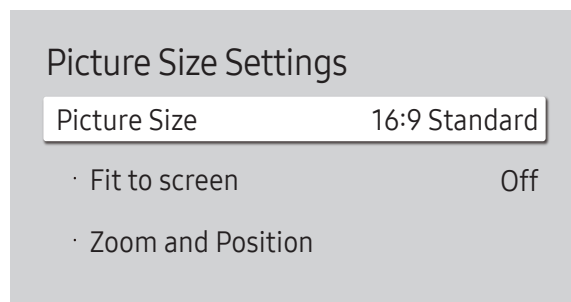 Picture Size Settings
Picture Size 16:9 Standard
· Fit to screen Off
· Zoom and Position